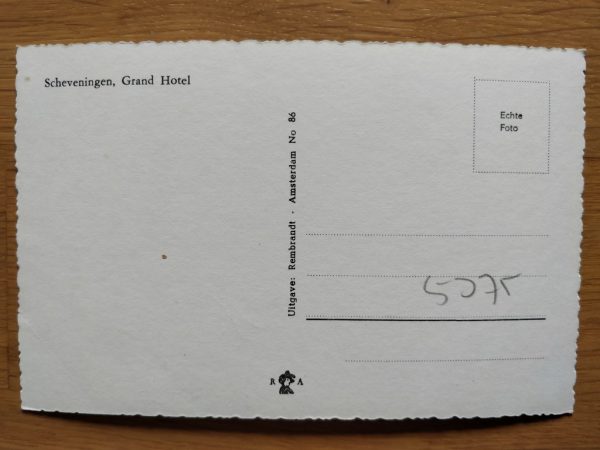 Scheveningen, Grand Hotel
Echte
Foto
Uitgave: Rembrandt · Amsterdam No 86
5075
R A